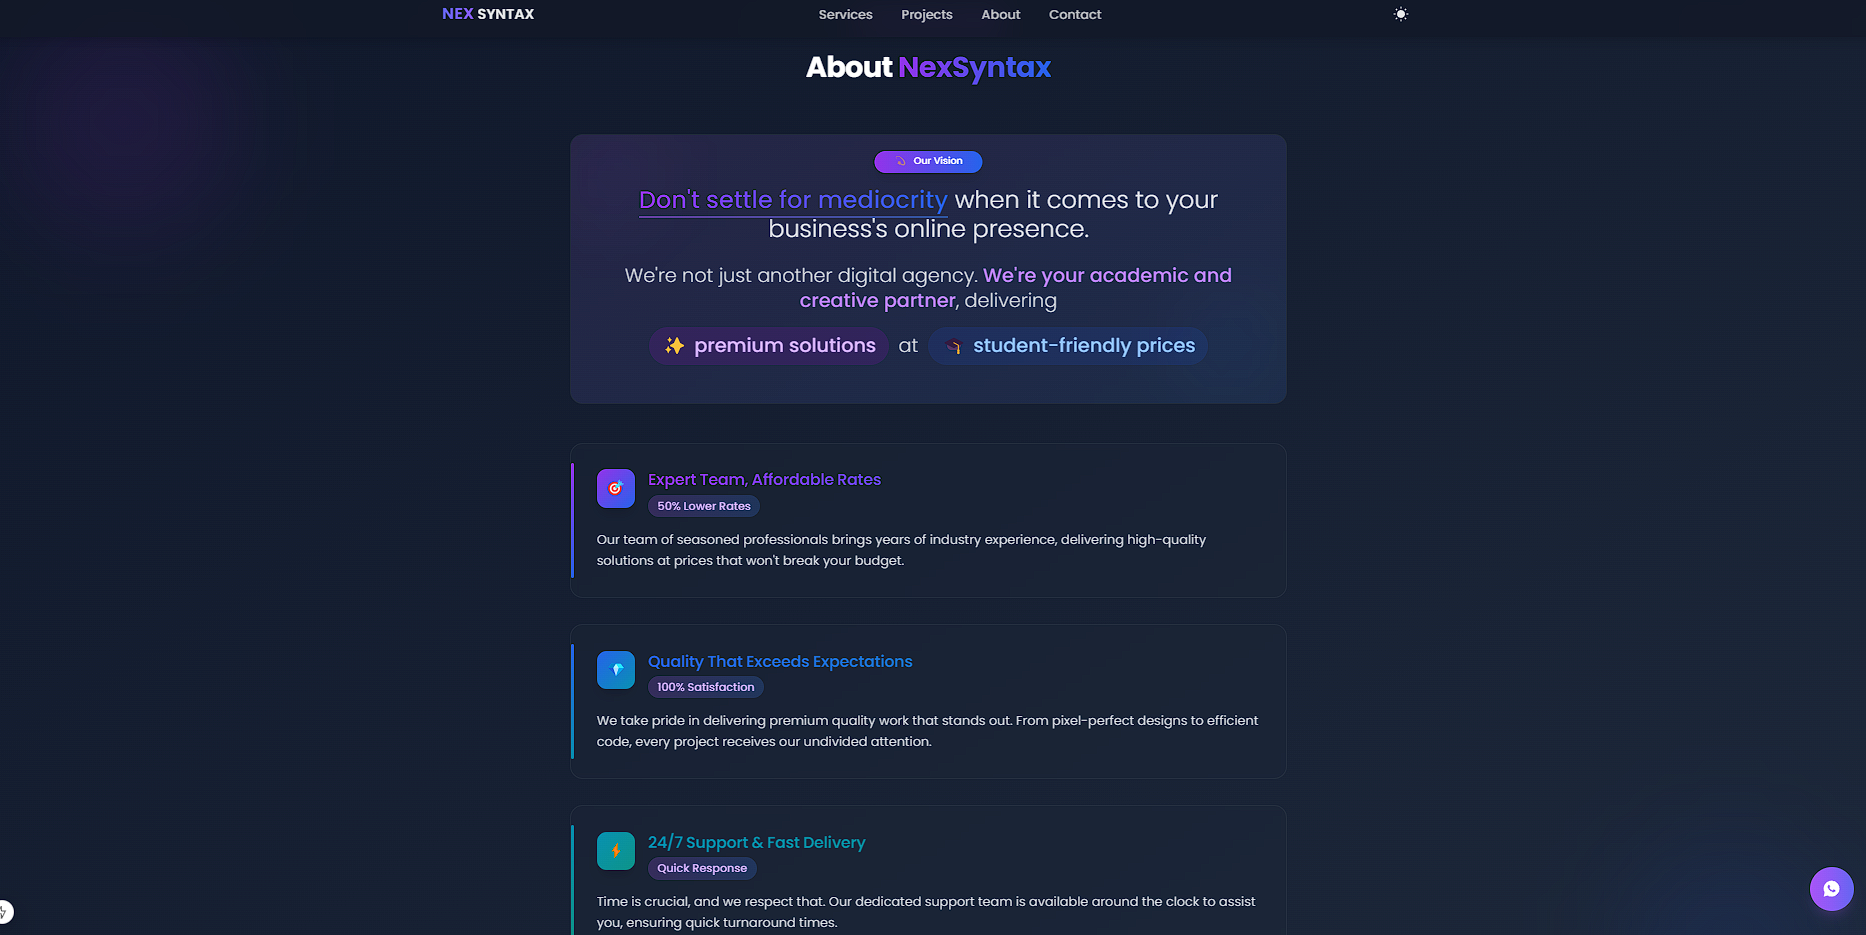 NEX SYNTAX
Services Projects About Contact
About NexSyntax
Our Vision
Don't settle for mediocrity when it comes to your
business's online presence.
We're not just another digital agency. We're your academic and
creative partner, delivering
✨ premium solutions at 🎓 student-friendly prices
Expert Team, Affordable Rates
50% Lower Rates
Our team of seasoned professionals brings years of industry experience, delivering high-quality
solutions at prices that won't break your budget.
Quality That Exceeds Expectations
100% Satisfaction
We take pride in delivering premium quality work that stands out. From pixel-perfect designs to efficient
code, every project receives our undivided attention.
24/7 Support & Fast Delivery
Quick Response
Time is crucial, and we respect that. Our dedicated support team is available around the clock to assist
you, ensuring quick turnaround times.